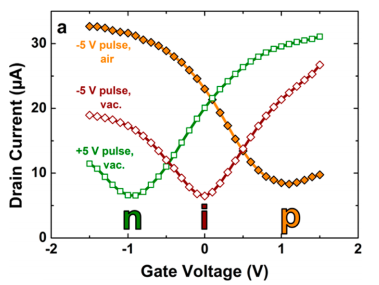 a
-5 V pulse,
air
-5 V pulse,
vac.
+5 V pulse,
vac.
n i p
30
20
10
0
-2 -1 0 1 2
Drain Current (µA)
Gate Voltage (V)